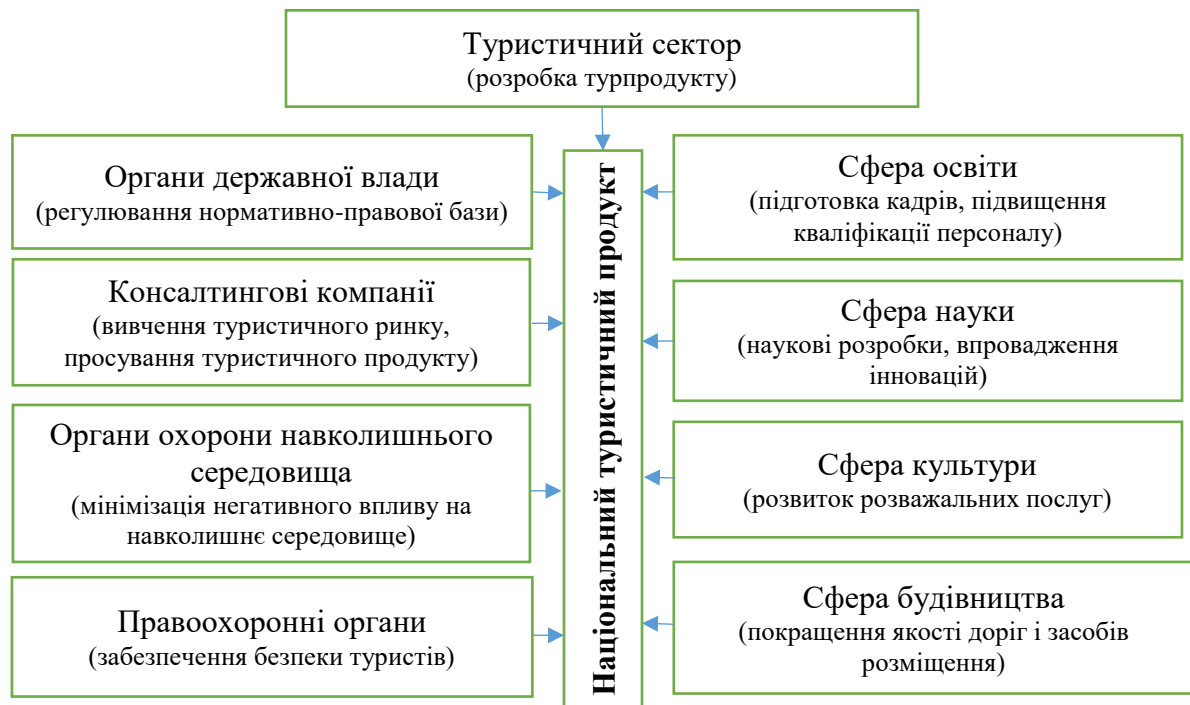 Туристичний сектор
(розробка турпродукту)
Органи державної влади
(регулювання нормативно-правової бази)
Консалтингові компанії
(вивчення туристичного ринку,
просування туристичного продукту)
Органи охорони навколишнього
середовища
(мінімізація негативного впливу на
навколишнє середовище)
Правоохоронні органи
(забезпечення безпеки туристів)
Національний туристичний продукт
Сфера освіти
(підготовка кадрів, підвищення
кваліфікації персоналу)
Сфера науки
(наукові розробки, впровадження
інновацій)
Сфера культури
(розвиток розважальних послуг)
Сфера будівництва
(покращення якості доріг і засобів
розміщення)